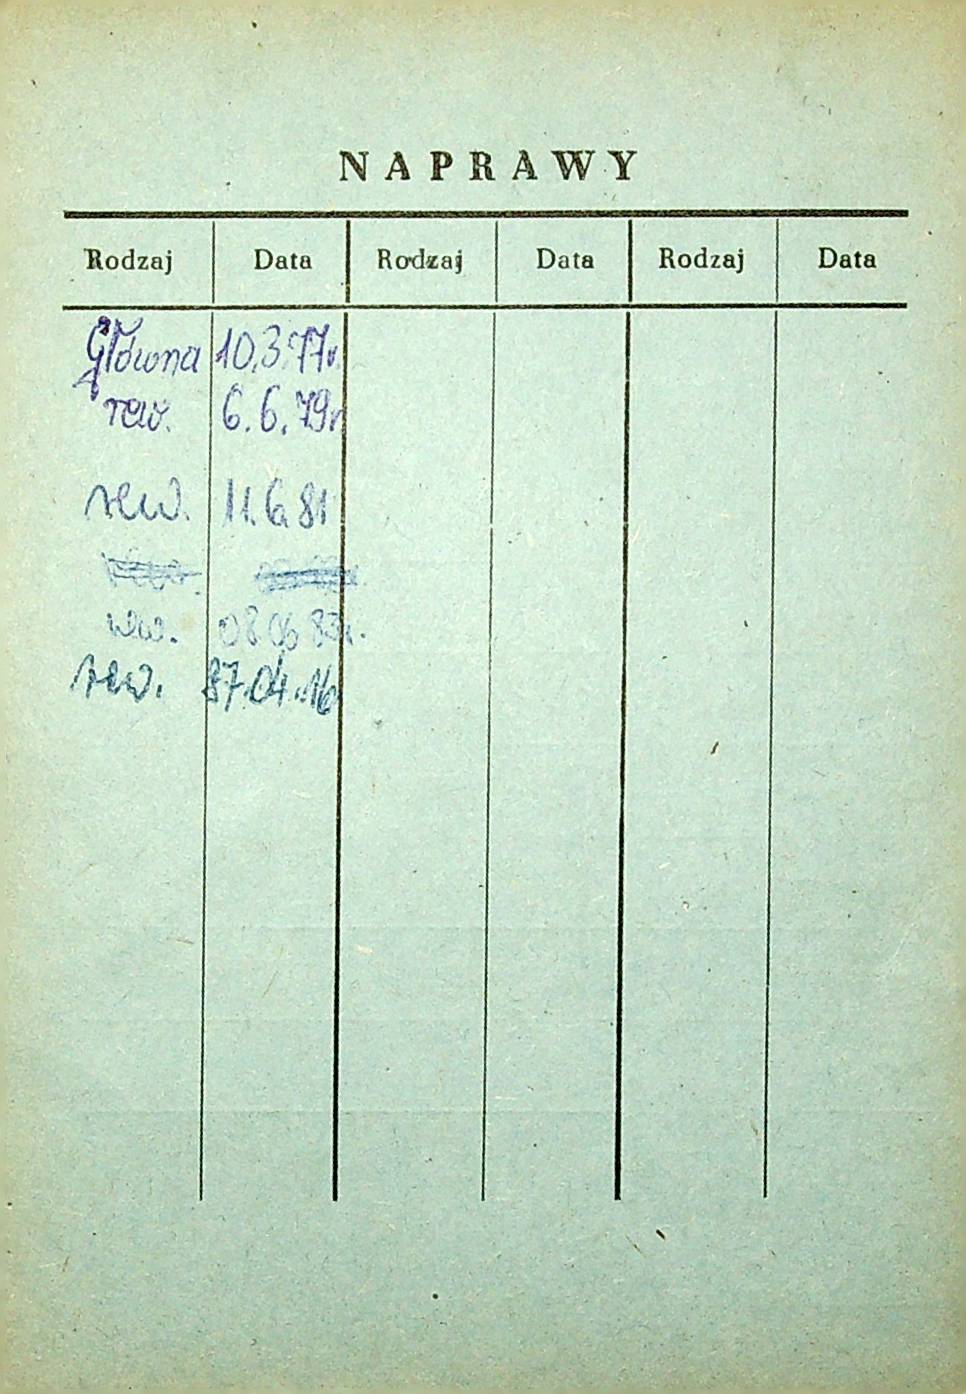 NAPRAWY
Rodzaj Data Rodzaj Data Rodzaj Data
Główna 10.3.77r.
rew. 6.6.79r
rew. 11.6.81
rew. 08 06 83r.
rew. 87.04.16